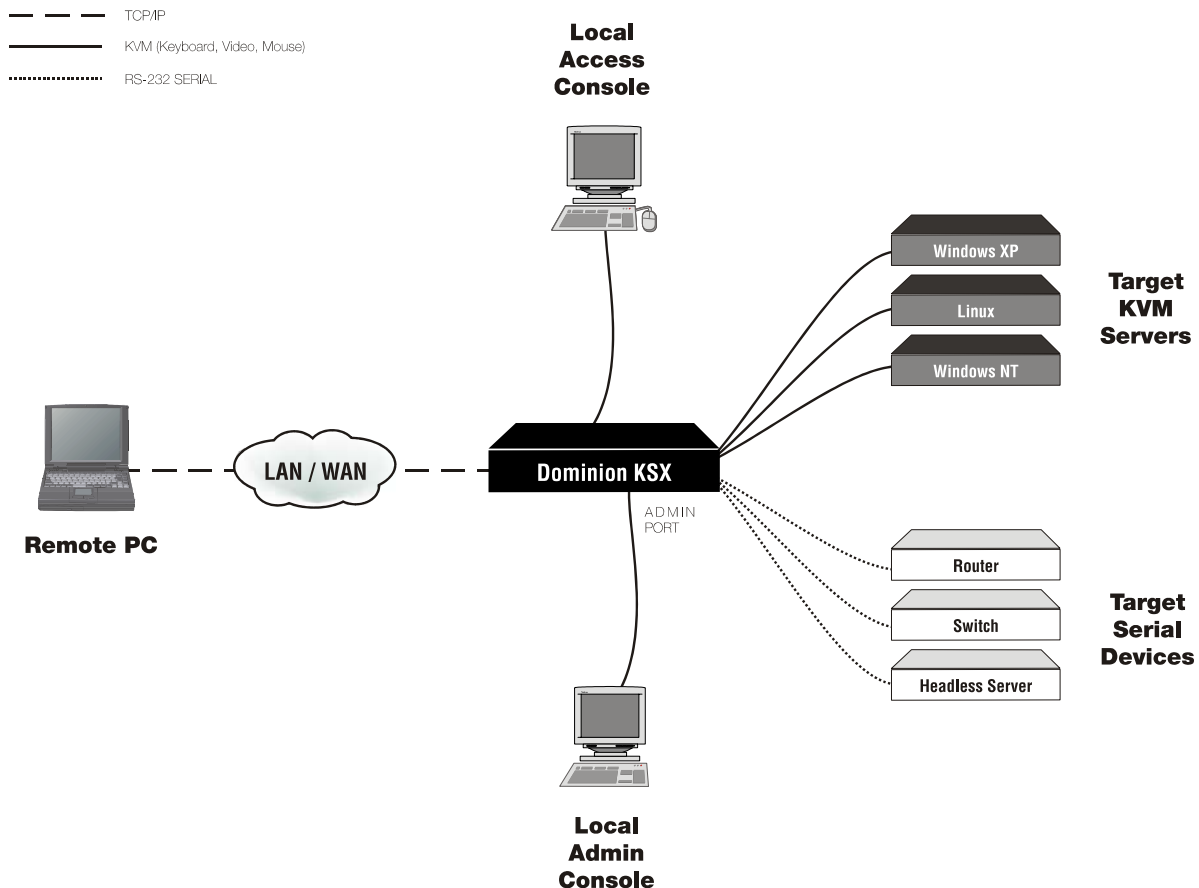 TCP/IP
KVM (Keyboard, Video, Mouse)
RS-232 SERIAL
Local
Access
Console
Windows XP
Linux
Windows NT
Target
KVM
Servers
LAN / WAN
Dominion KSX
ADMIN
PORT
Remote PC
Router
Switch
Headless Server
Target
Serial
Devices
Local
Admin
Console